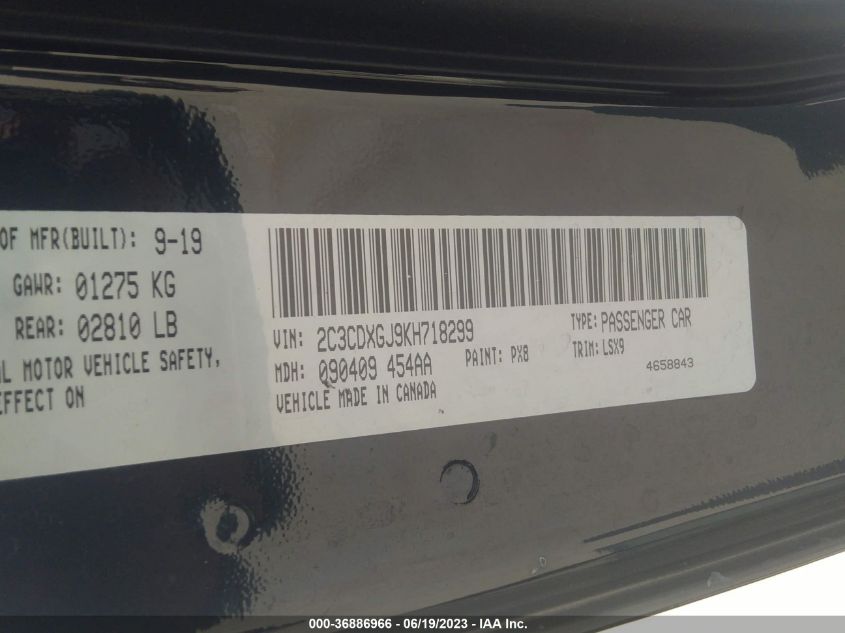 OF MFR(BUILT): 9-19
GAWR: 01275 KG
REAR: 02810 LB
MOTOR VEHICLE SAFETY,
EFFECT ON
VIN: 2C3CDXGJ9KH718299
TYPE: PASSENGER CAR
MDH: 090409 454AA
PAINT: PX8
TRIM: LSX9
VEHICLE MADE IN CANADA
4658843
000-36886966 - 06/19/2023 - IAA Inc.